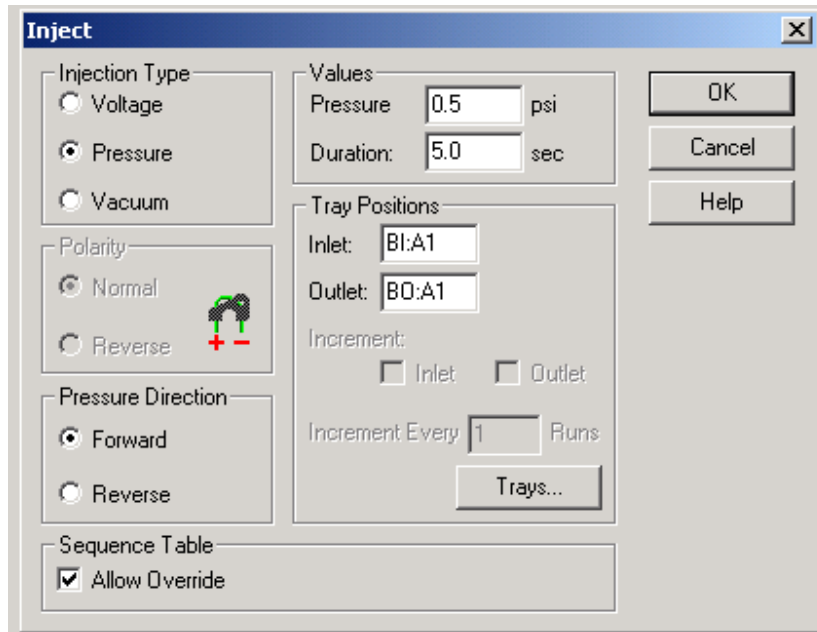 Inject
Injection Type
Voltage
Pressure
Vacuum
Polarity
Normal
Reverse
+ −
Pressure Direction
Forward
Reverse
Values
Pressure 0.5 psi
Duration: 5.0 sec
Tray Positions
Inlet: BI:A1
Outlet: BO:A1
Increment:
Inlet Outlet
Increment Every 1 Runs
Trays...
Sequence Table
Allow Override
OK
Cancel
Help